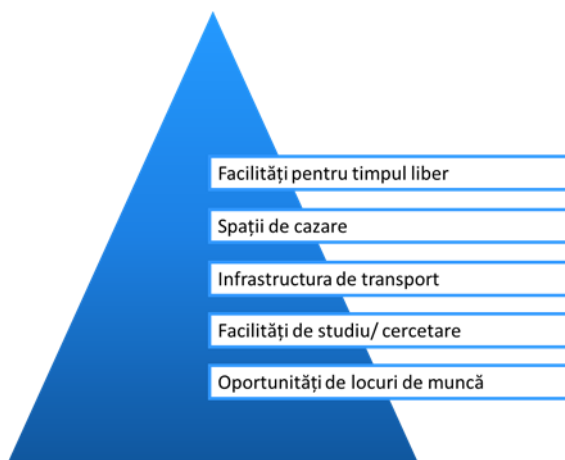 Facilități pentru timpul liber
Spații de cazare
Infrastructura de transport
Facilități de studiu/ cercetare
Oportunități de locuri de muncă